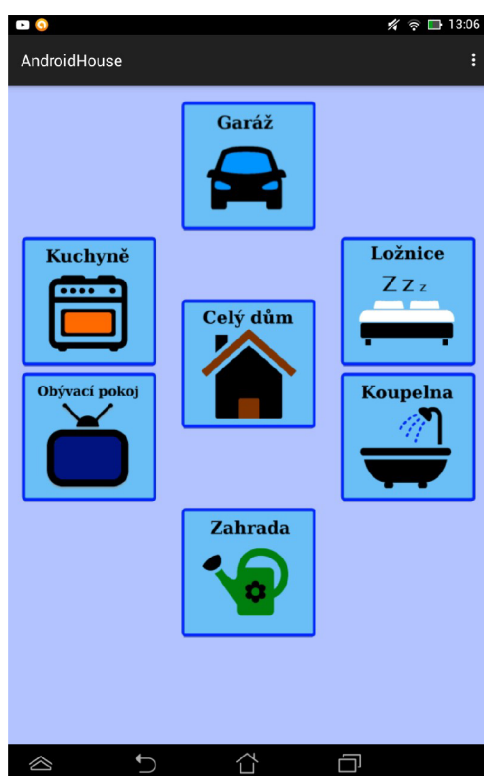 13:06
AndroidHouse
Garáž
Kuchyně
Ložnice
Z Z z
Celý dům
Obývací pokoj
Koupelna
Zahrada